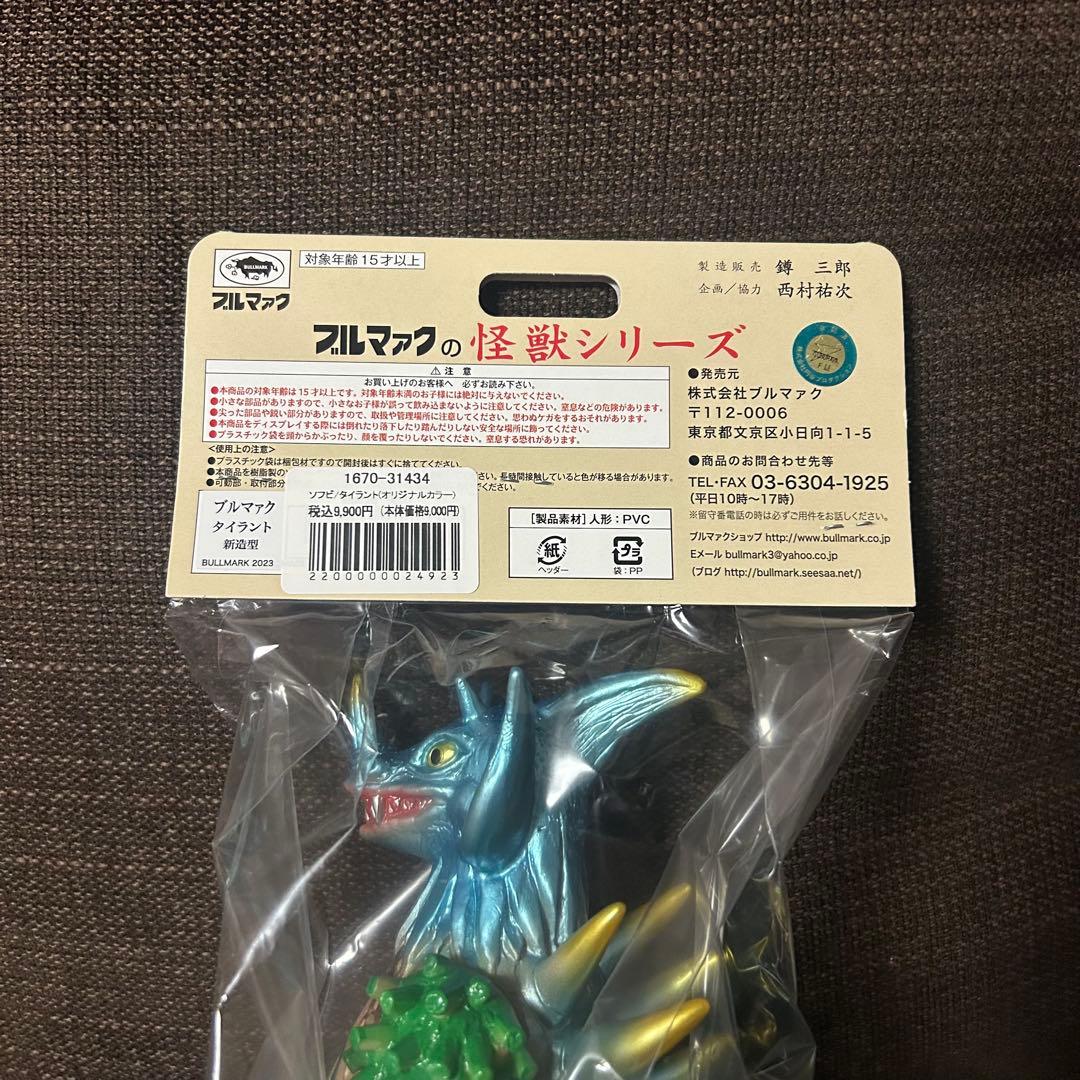 BULLMARK
ブルマァク
対象年齢15才以上
製造販売 鐏 三郎
企画／協力 西村祐次
ブルマァクの怪獣シリーズ
⚠注 意
お買い上げのお客様へ 必ずお読み下さい。
●本商品の対象年齢は15才以上です。対象年齢未満のお子様には絶対に与えないでください。
●小さな部品がありますので、小さなお子様が誤って飲み込まないように注意してください。窒息などの危険があります。
●尖った部品や鋭い部分がありますので、取扱や管理場所に注意してください。思わぬケガをするおそれがあります。
●本商品をディスプレイする際には倒れたり落下したり踏んだりしない安全な場所に飾ってください。
●プラスチック袋を頭からかぶったり、顔を覆ったりしないでください。窒息する恐れがあります。
<使用上の注意>
●プラスチック袋は梱包材ですので開封後はすぐに捨ててください。
●本商品を樹脂製の
さい。長時間接触していると色が移る場合があります。
●可動部・取付部分
ください。
1670-31434
ソフビ/タイラント(オリジナルカラー)
税込9,900円 (本体価格9,000円)
2200000024923
ブルマァク
タイラント
新造型
BULLMARK 2023
[製品素材] 人形：PVC
紙
ヘッダー
プラ
袋：PP
●発売元
株式会社ブルマァク
〒112-0006
東京都文京区小日向1-1-5
●商品のお問合わせ先等
TEL・FAX 03-6304-1925
(平日10時〜17時)
※留守番電話の時は必ずご用件をお話しください。
ブルマァクショップ http://www.bullmark.co.jp
Eメール bullmark3@yahoo.co.jp
(ブログ http://bullmark.seesaa.net/)